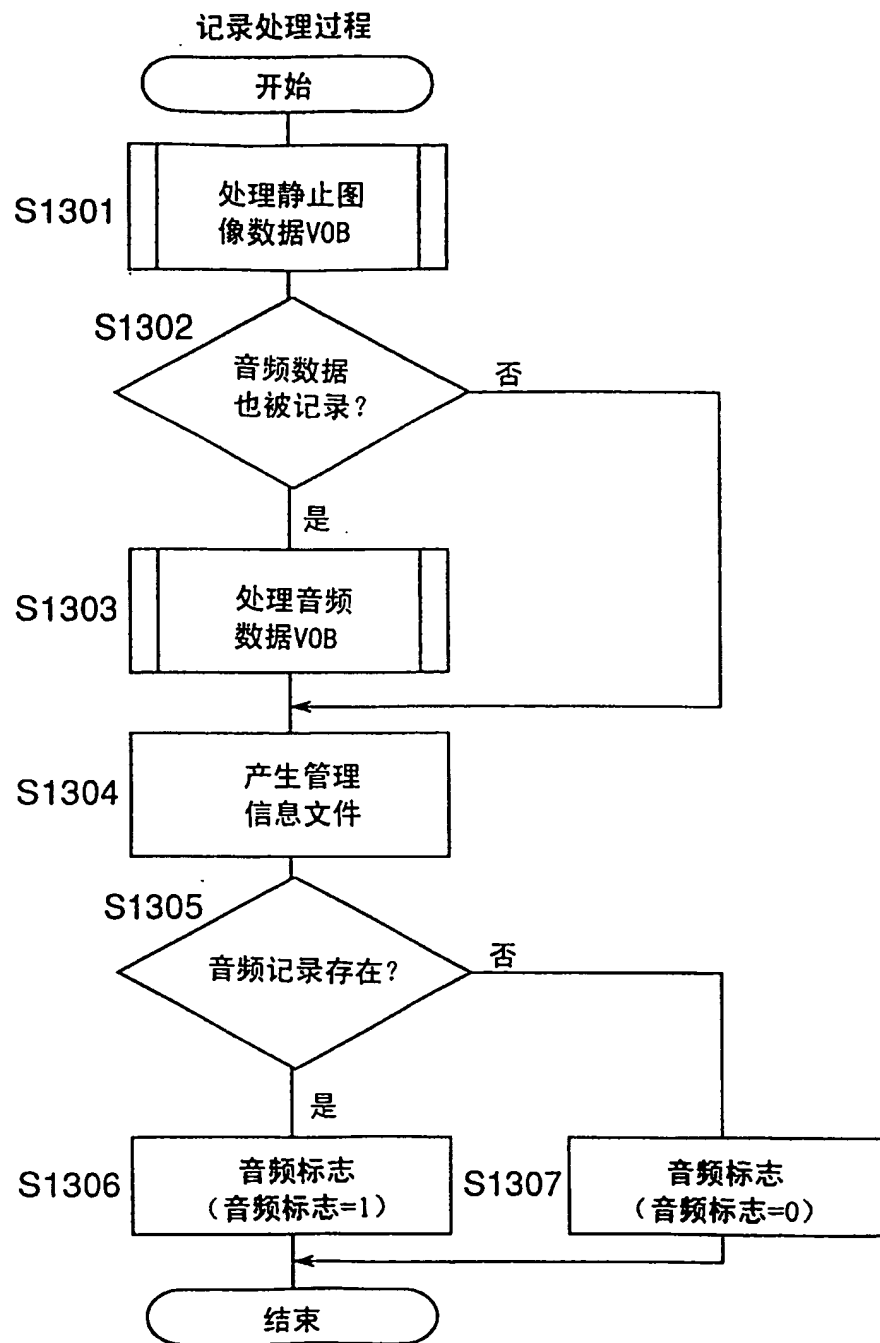 记录处理过程
开始
S1301
处理静止图
像数据VOB
S1302
音频数据
也被记录?
否
是
S1303
处理音频
数据VOB
S1304
产生管理
信息文件
S1305
音频记录存在?
否
是
S1306
音频标志
(音频标志=1)
S1307
音频标志
(音频标志=0)
结束